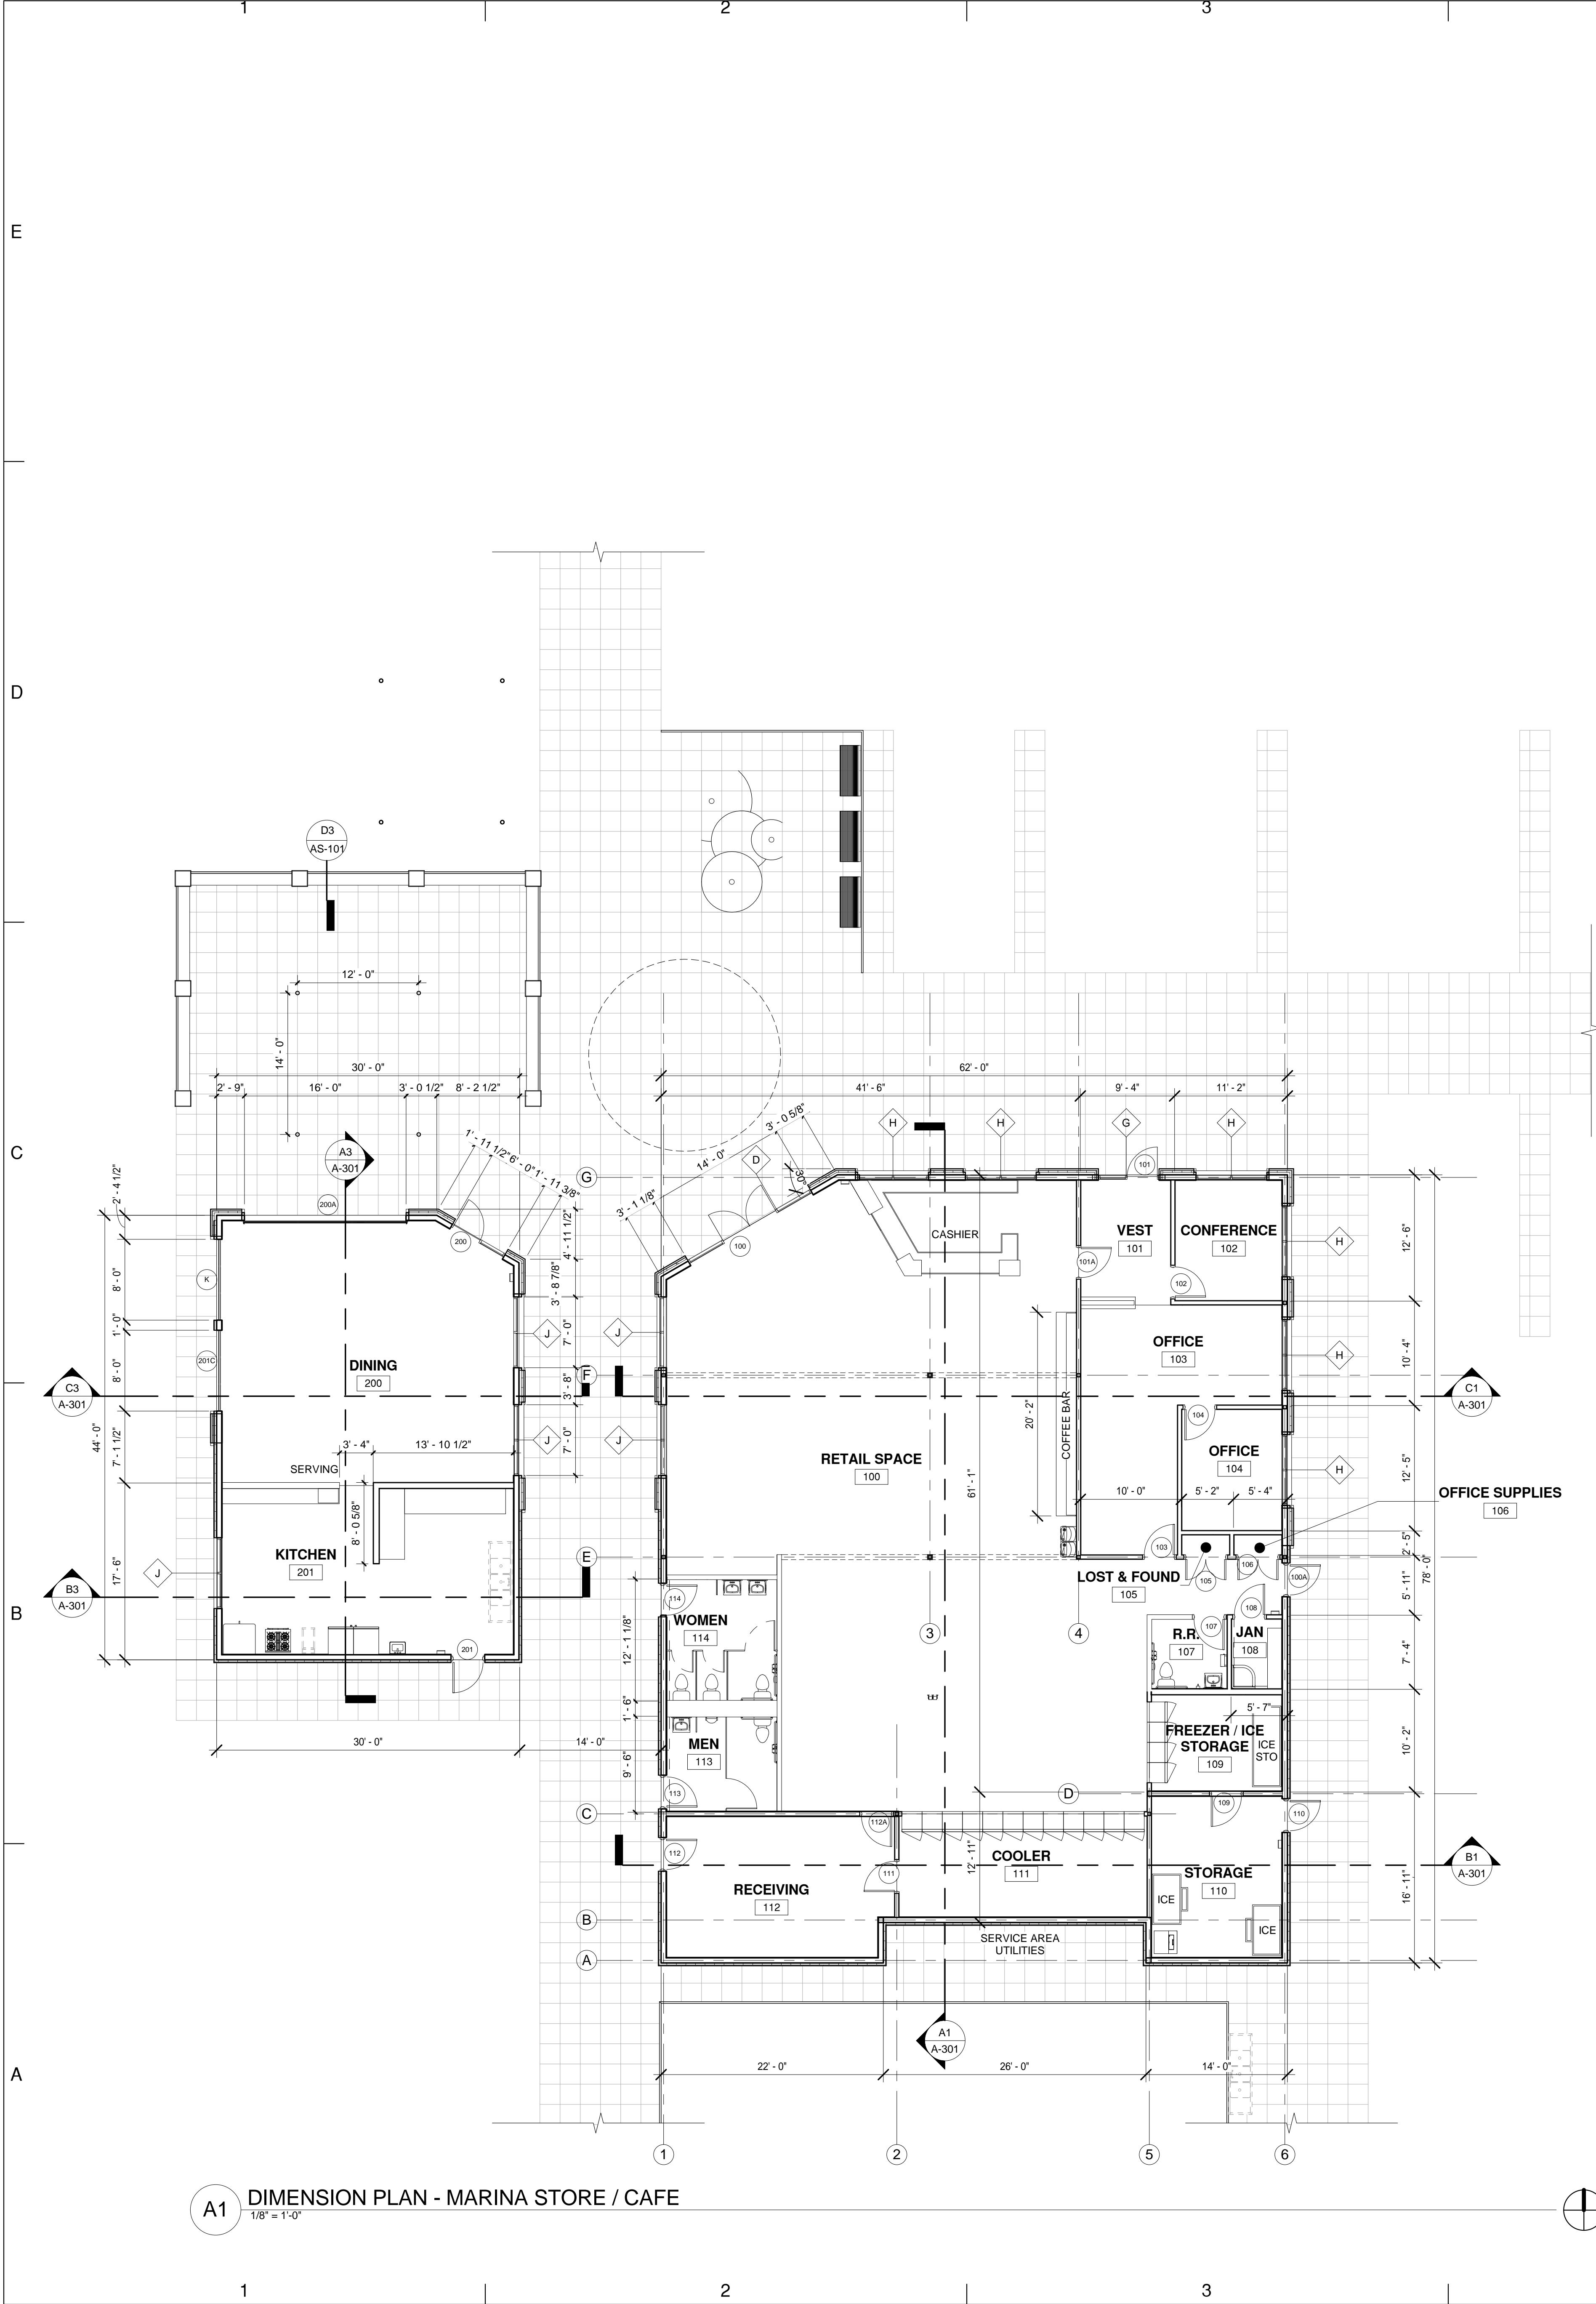 1
2
3
E
D
C
B
A
D3
AS-101
12' - 0"
14' - 0"
30' - 0"
2' - 9"
16' - 0"
3' - 0 1/2"
8' - 2 1/2"
62' - 0"
41' - 6"
9' - 4"
11' - 2"
A3
A-301
200A
1' - 11 1/2"
6' - 0"
1' - 11 3/8"
200
G
3' - 1 1/8"
14' - 0"
3' - 0 5/8"
D
30°
100
H
H
G
H
101
2' - 4 1/2"
8' - 0"
1' - 0"
8' - 0"
7' - 1 1/2"
17' - 6"
44' - 0"
K
201C
4' - 11 1/2"
3' - 8 7/8"
7' - 0"
3' - 8"
7' - 0"
J
J
J
J
F
CASHIER
VEST
101
CONFERENCE
102
101A
102
H
12' - 6"
OFFICE
103
H
10' - 4"
DINING
200
C3
A-301
C1
A-301
COFFEE BAR
20' - 2"
104
OFFICE
104
H
12' - 5"
RETAIL SPACE
100
61' - 1"
3' - 4"
13' - 10 1/2"
SERVING
8' - 0 5/8"
10' - 0"
5' - 2"
5' - 4"
OFFICE SUPPLIES
106
KITCHEN
201
J
B3
A-301
E
103
105
106
100A
2' - 5"
5' - 11"
78' - 0"
LOST & FOUND
105
114
WOMEN
114
12' - 1 1/8"
3
4
108
107
R.R.
107
JAN
108
7' - 4"
201
30' - 0"
14' - 0"
1' - 6"
9' - 6"
MEN
113
113
5' - 7"
FREEZER / ICE
STORAGE
109
ICE
STO
10' - 2"
D
C
109
110
112A
112
111
COOLER
111
12' - 11"
RECEIVING
112
STORAGE
110
ICE
ICE
B1
A-301
16' - 11"
B
A
SERVICE AREA
UTILITIES
A1
A-301
22' - 0"
26' - 0"
14' - 0"
1
2
5
6
A1
DIMENSION PLAN - MARINA STORE / CAFE
1/8" = 1'-0"
1
2
3